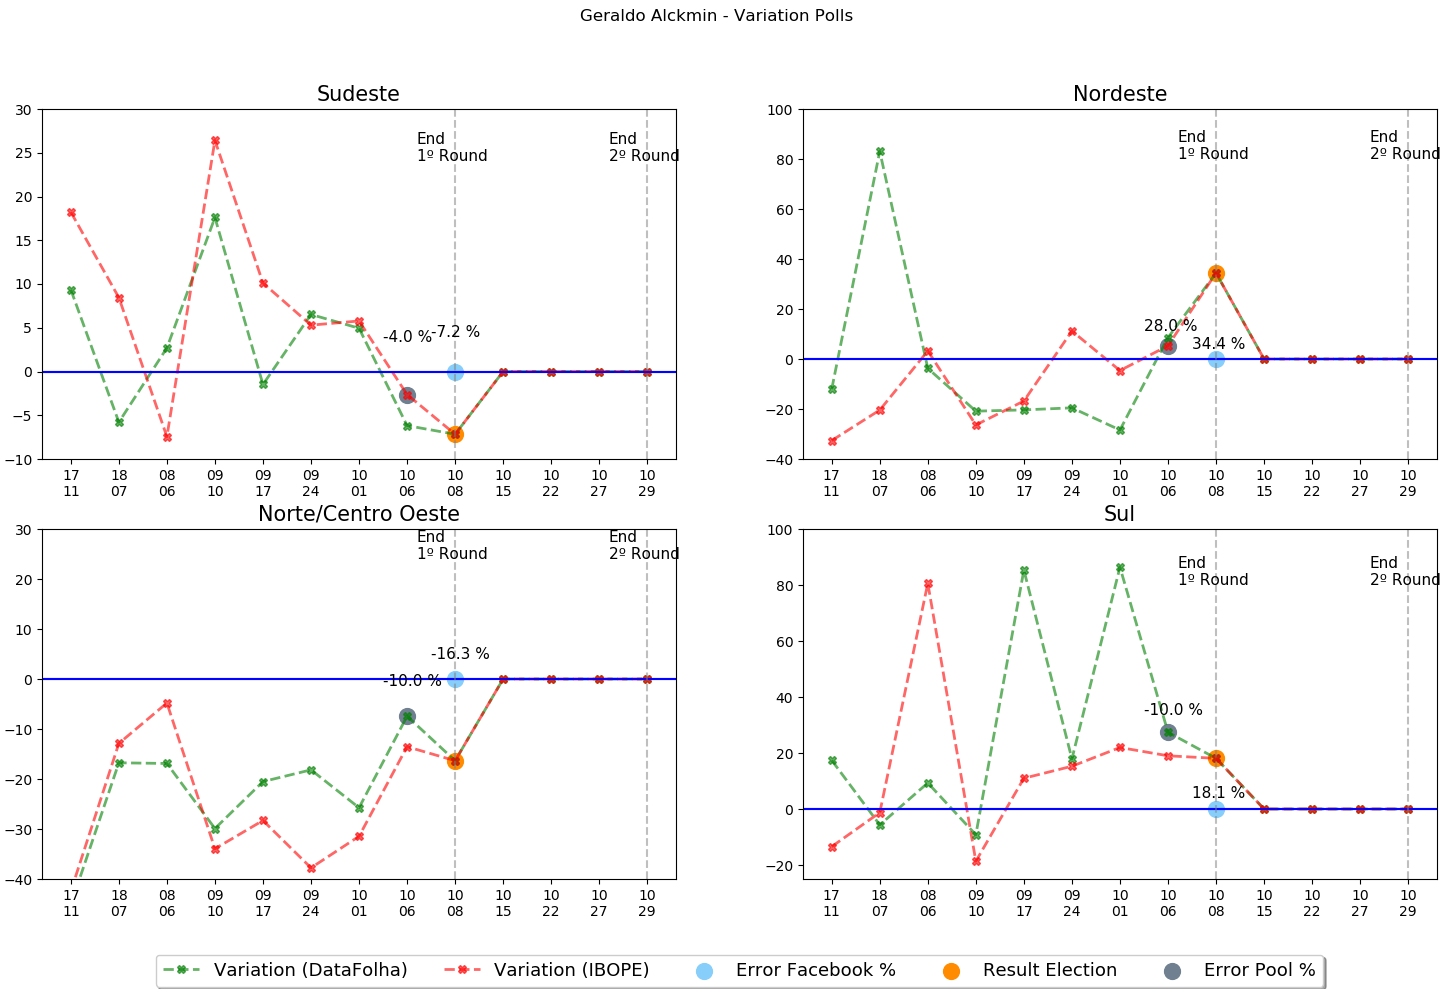 Geraldo Alckmin - Variation Polls
Sudeste
30
25
20
15
10
5
0
−5
−10
End
1º Round
End
2º Round
-4.0 %
-7.2 %
17 18 08 09 09 09 10 10 10 10 10 10 10
11 07 06 10 17 24 01 06 08 15 22 27 29
Nordeste
100
80
60
40
20
0
−20
−40
End
1º Round
End
2º Round
28.0 %
34.4 %
17 18 08 09 09 09 10 10 10 10 10 10 10
11 07 06 10 17 24 01 06 08 15 22 27 29
Norte/Centro Oeste
30
20
10
0
−10
−20
−30
−40
End
1º Round
End
2º Round
-16.3 %
-10.0 %
17 18 08 09 09 09 10 10 10 10 10 10 10
11 07 06 10 17 24 01 06 08 15 22 27 29
Sul
100
80
60
40
20
0
−20
End
1º Round
End
2º Round
-10.0 %
18.1 %
17 18 08 09 09 09 10 10 10 10 10 10 10
11 07 06 10 17 24 01 06 08 15 22 27 29
Variation (DataFolha) Variation (IBOPE) Error Facebook % Result Election Error Pool %